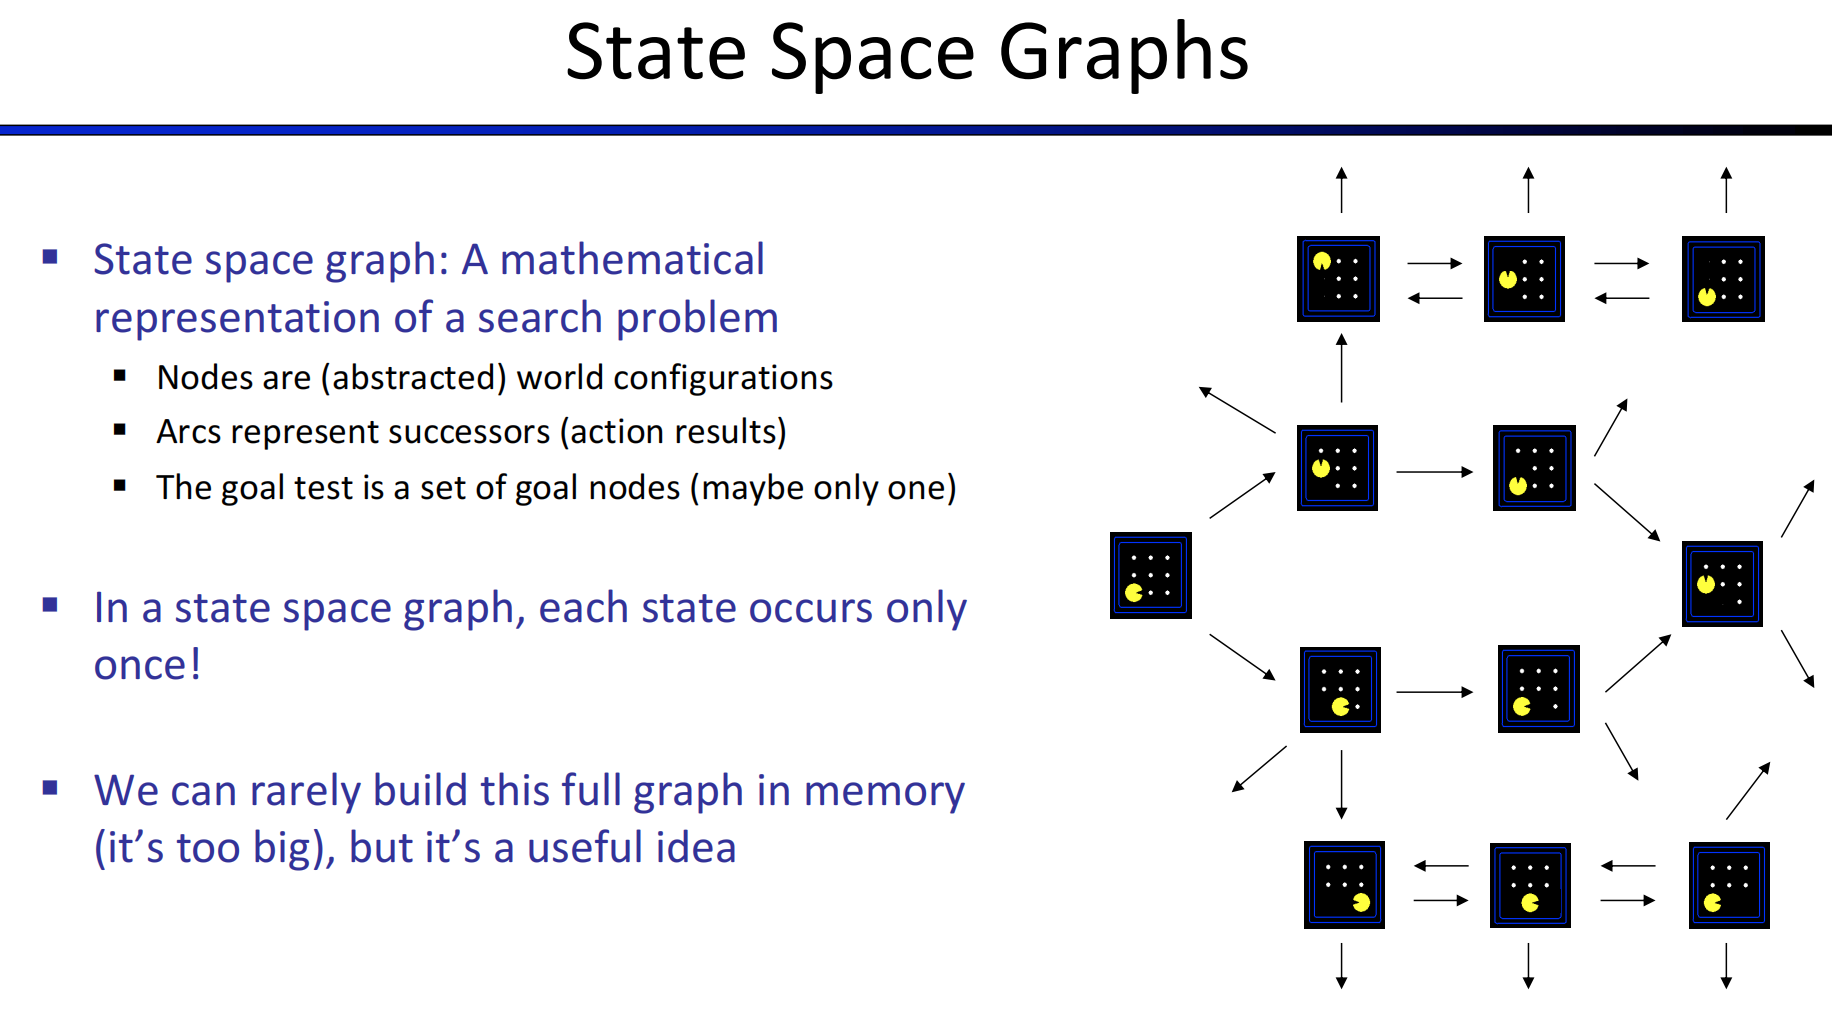 State Space Graphs
▪ State space graph: A mathematical
representation of a search problem
▪ Nodes are (abstracted) world configurations
▪ Arcs represent successors (action results)
▪ The goal test is a set of goal nodes (maybe only one)
▪ In a state space graph, each state occurs only
once!
▪ We can rarely build this full graph in memory
(it’s too big), but it’s a useful idea